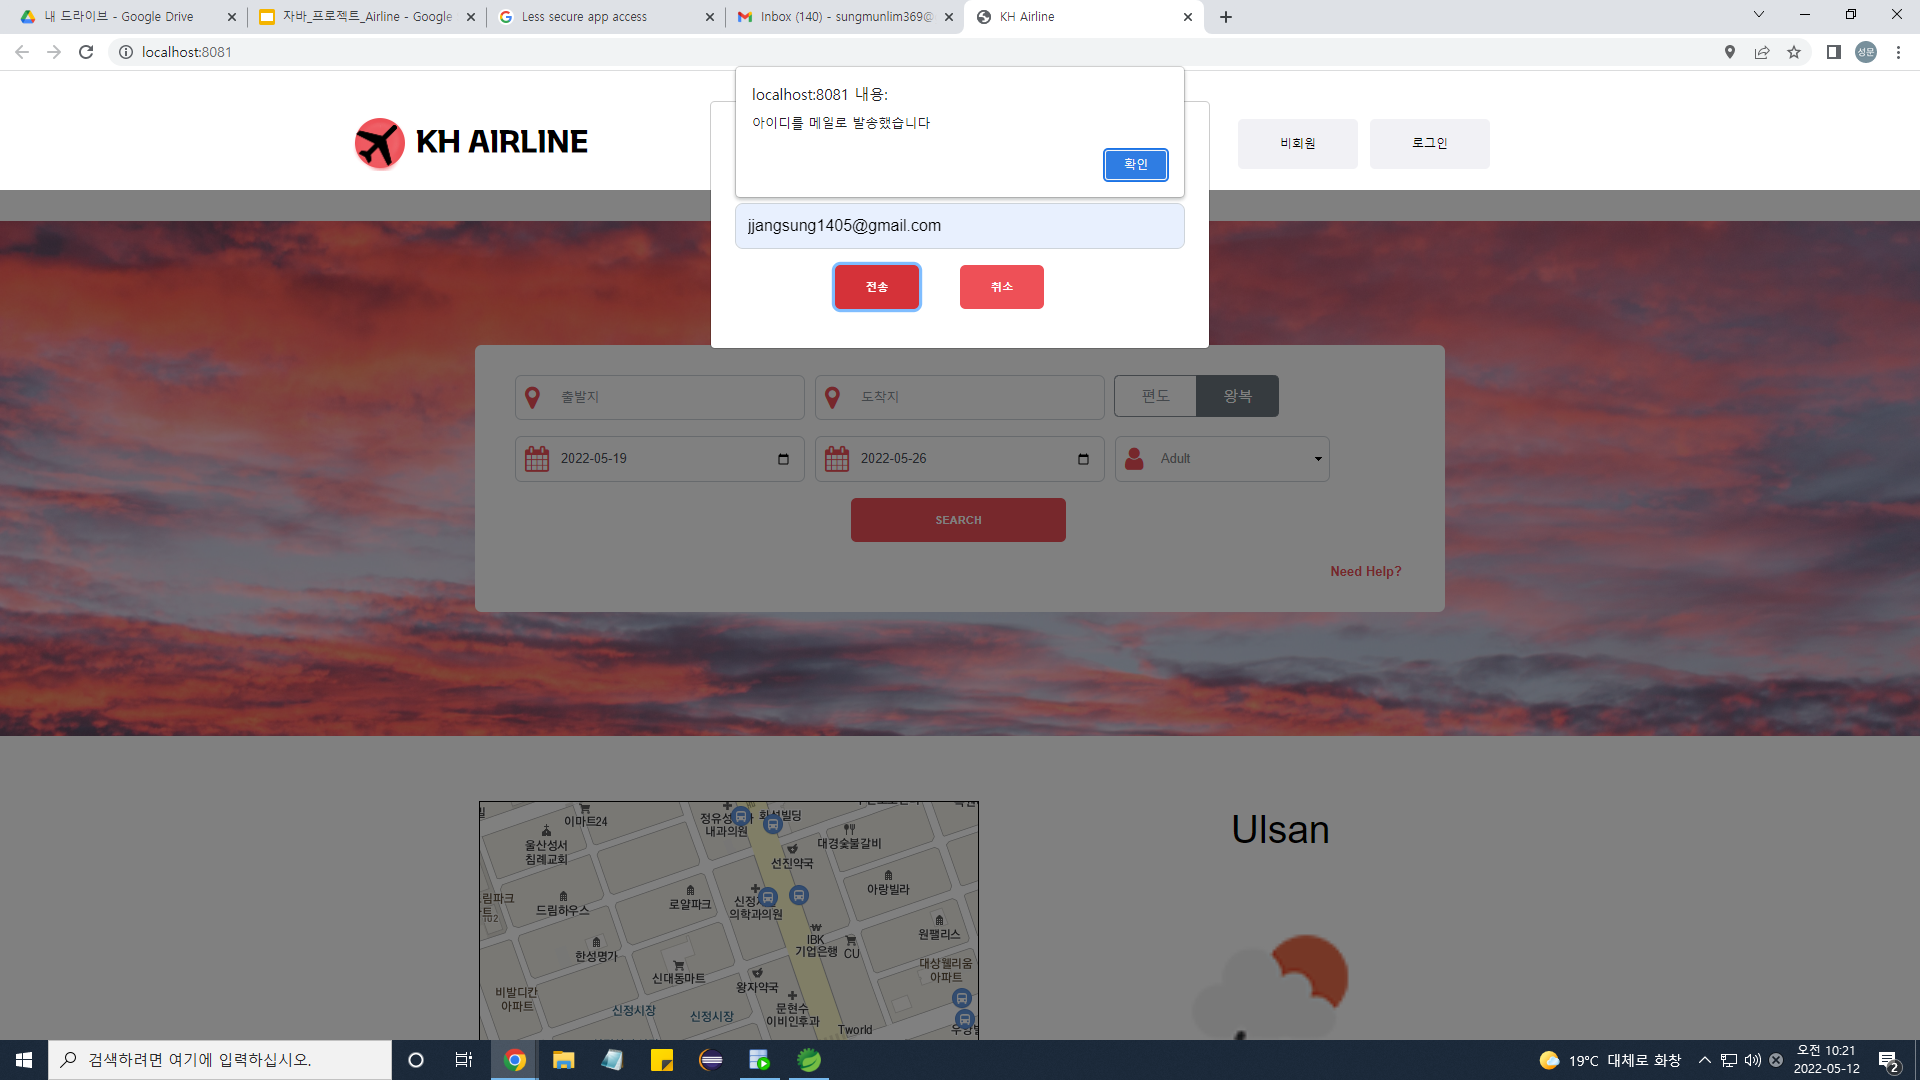 내 드라이브 - Google Drive
자바_프로젝트_Airline - Google
Less secure app access
Inbox (140) - sungmunlim369@
KH Airline
localhost:8081
성문
localhost:8081 내용:
아이디를 메일로 발송했습니다
확인
KH AIRLINE
비회원
로그인
jjangsung1405@gmail.com
전송
취소
출발지
도착지
편도
왕복
2022-05-19
2022-05-26
Adult
SEARCH
Need Help?
Ulsan
이마트24
정유성
내과의원
화성빌딩
울산성서
침례교회
대경숯불갈비
선진약국
아랑빌라
드림하우스
로얄파크
의학과의원
IBK
기업은행
CU
원팰리스
한성명가
신대동마트
왕자약국
대상웰리움
아파트
비발디칸
아파트
신정시장
신정시장
문현수
이비인후과
Tworld
검색하려면 여기에 입력하십시오.
19°C 대체로 화창
오전 10:21
2022-05-12
2